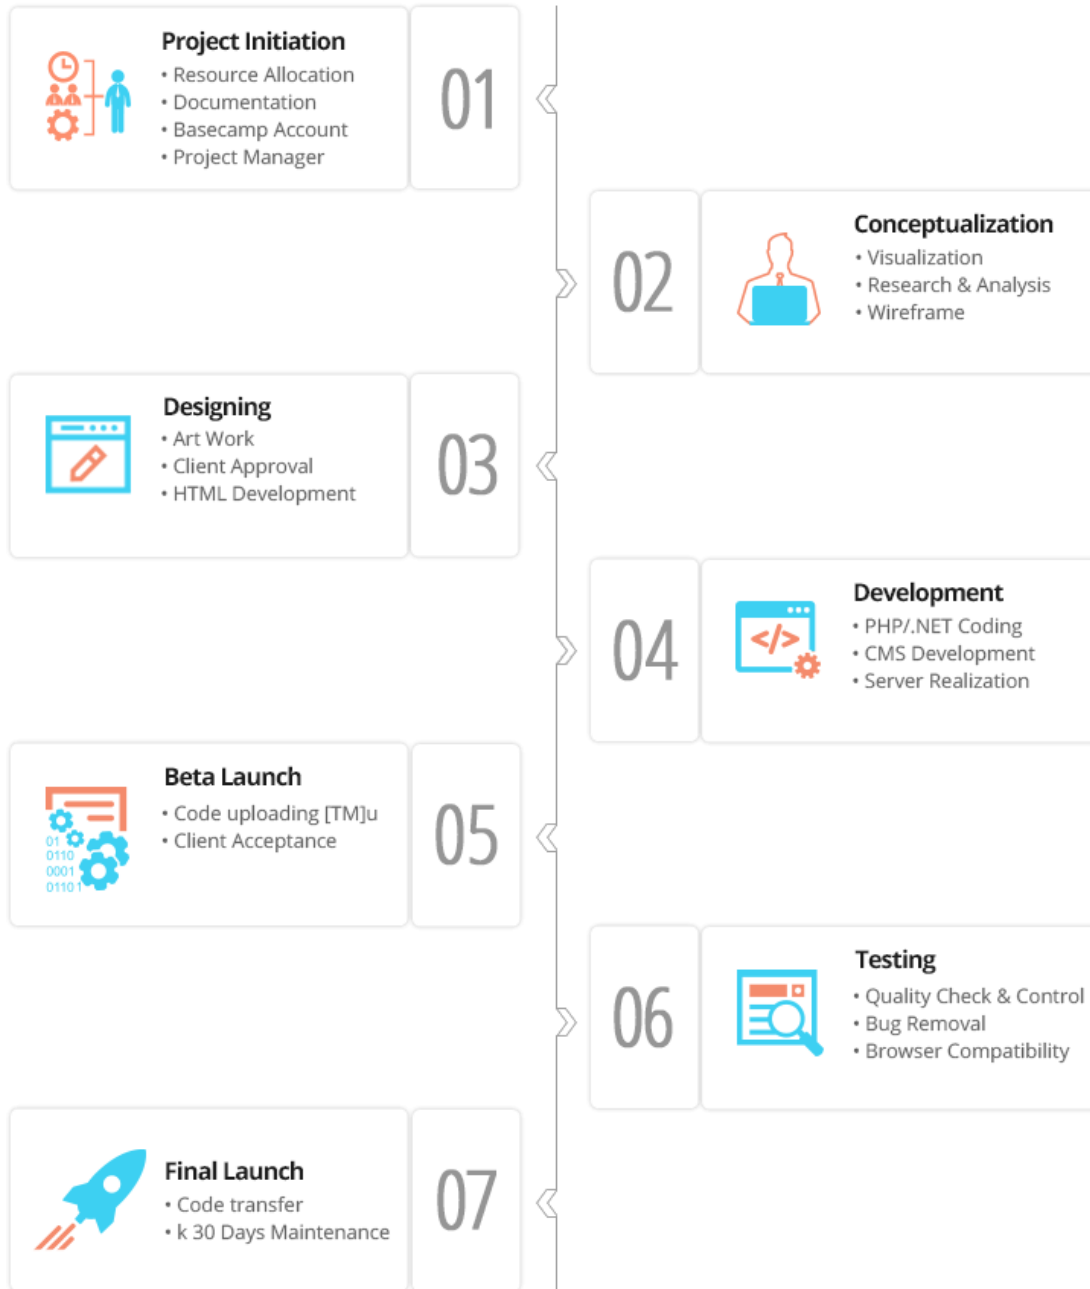 Project Initiation
• Resource Allocation
• Documentation
• Basecamp Account
• Project Manager
01
02
Conceptualization
• Visualization
• Research & Analysis
• Wireframe
Designing
• Art Work
• Client Approval
• HTML Development
03
04
Development
• PHP/.NET Coding
• CMS Development
• Server Realization
Beta Launch
• Code uploading [TM]u
• Client Acceptance
01
0110
0001
01101
05
06
Testing
• Quality Check & Control
• Bug Removal
• Browser Compatibility
Final Launch
• Code transfer
• k 30 Days Maintenance
07